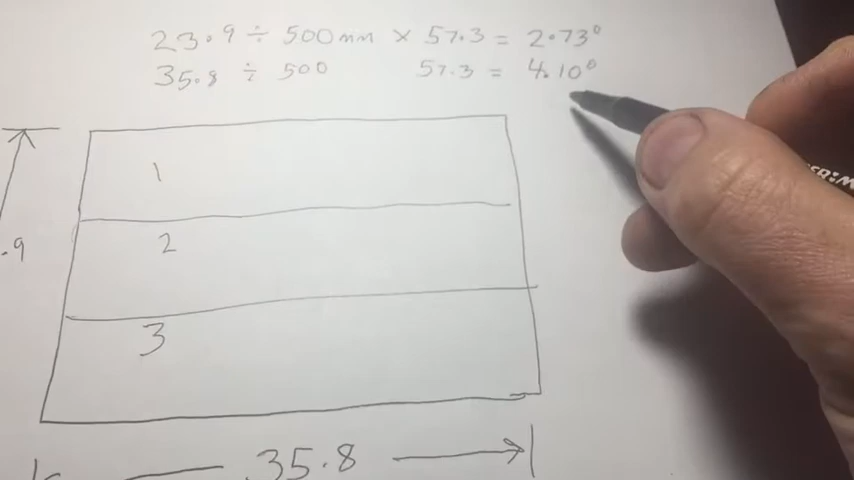 23.9 ÷ 500mm × 57.3 = 2.73°
35.8 ÷ 500 57.3 = 4.10°
1
2
.9
3
35.8